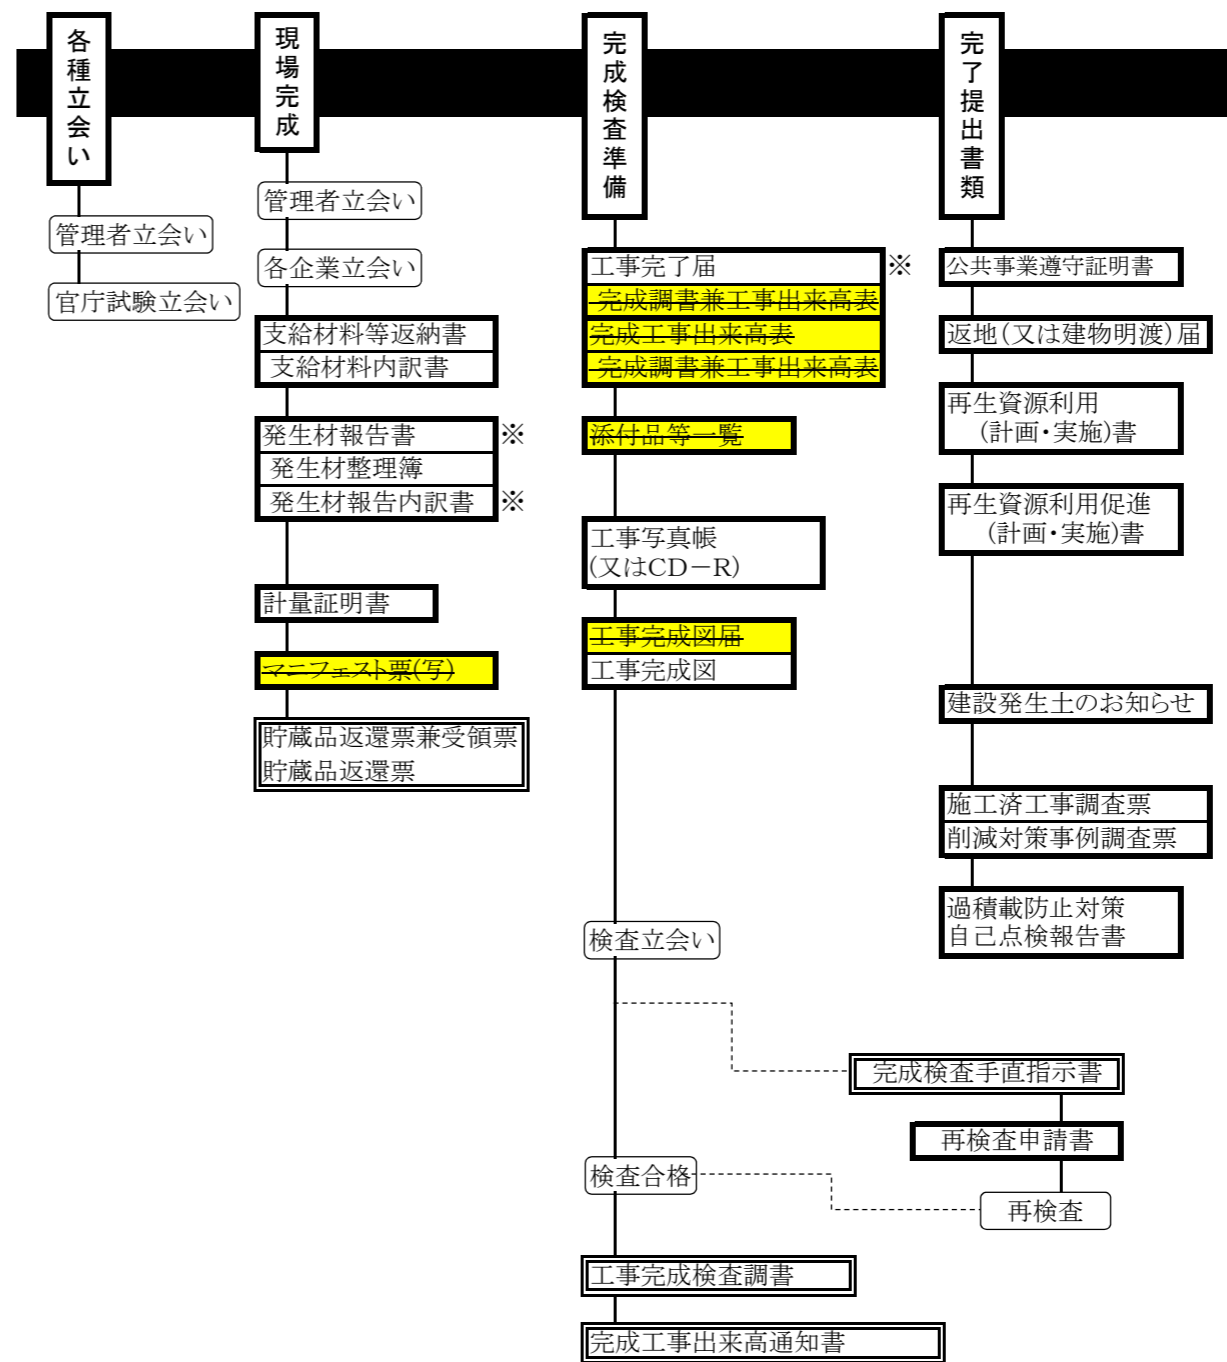 各種立会い
管理者立会い
官庁試験立会い
現場完成
管理者立会い
各企業立会い
支給材料等返納書
支給材料内訳書
発生材報告書 ※
発生材整理簿
発生材報告内訳書 ※
計量証明書
マニフェスト票(写)
貯蔵品返還票兼受領票
貯蔵品返還票
完成検査準備
工事完了届 ※
完成調書兼工事出来高表
完成工事出来高表
完成調書兼工事出来高表
添付品等一覧
工事写真帳
(又はCD－R)
工事完成図届
工事完成図
検査立会い
検査合格
工事完成検査調書
完成工事出来高通知書
完了提出書類
公共事業遵守証明書
返地(又は建物明渡)届
再生資源利用
(計画・実施)書
再生資源利用促進
(計画・実施)書
建設発生土のお知らせ
施工済工事調査票
削減対策事例調査票
過積載防止対策
自己点検報告書
完成検査手直指示書
再検査申請書
再検査